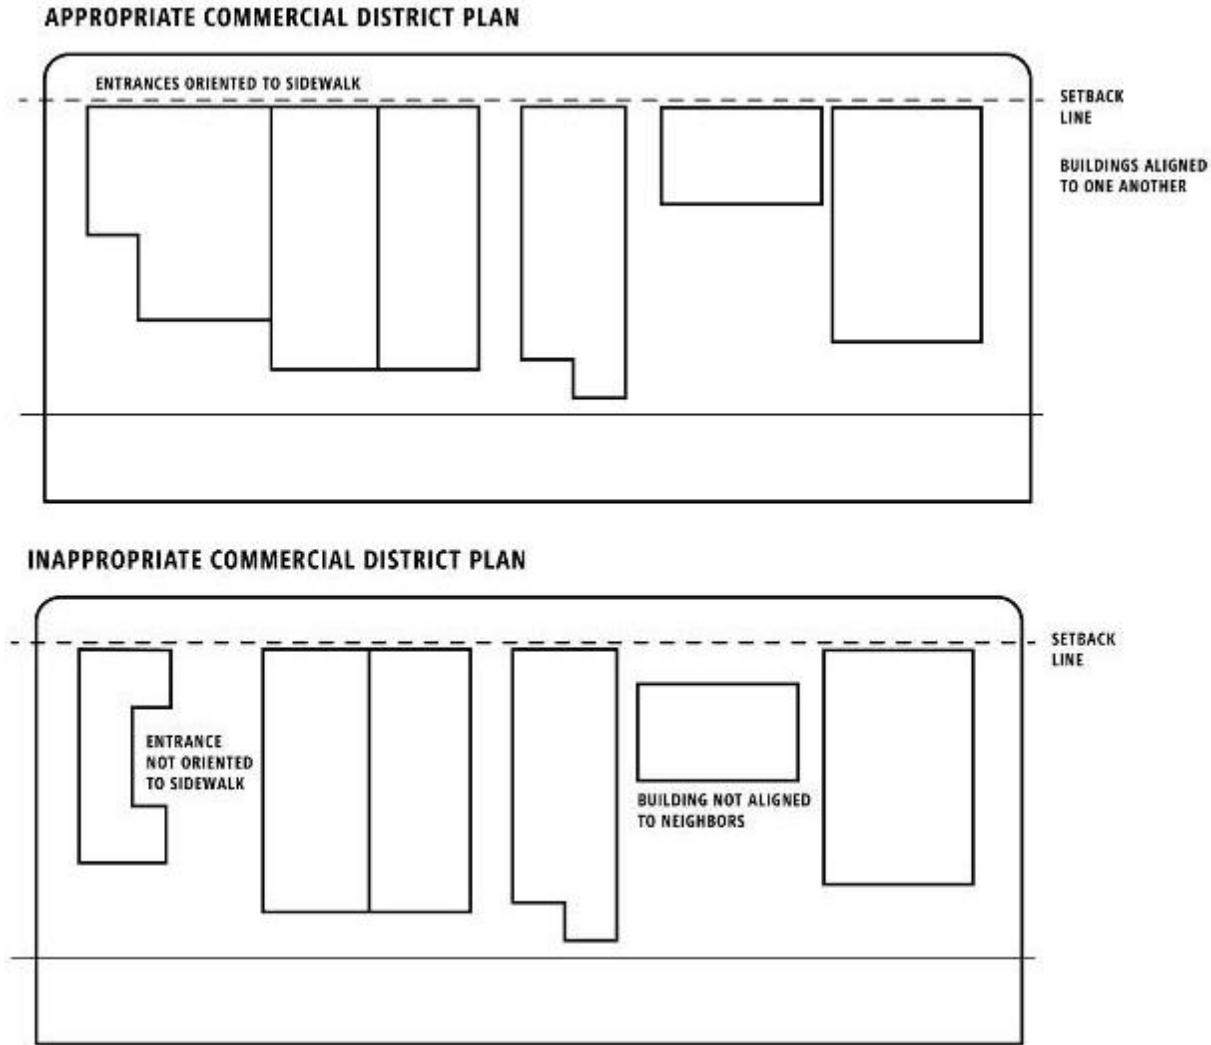 APPROPRIATE COMMERCIAL DISTRICT PLAN
ENTRANCES ORIENTED TO SIDEWALK
SETBACK
LINE
BUILDINGS ALIGNED
TO ONE ANOTHER
INAPPROPRIATE COMMERCIAL DISTRICT PLAN
SETBACK
LINE
ENTRANCE
NOT ORIENTED
TO SIDEWALK
BUILDING NOT ALIGNED
TO NEIGHBORS